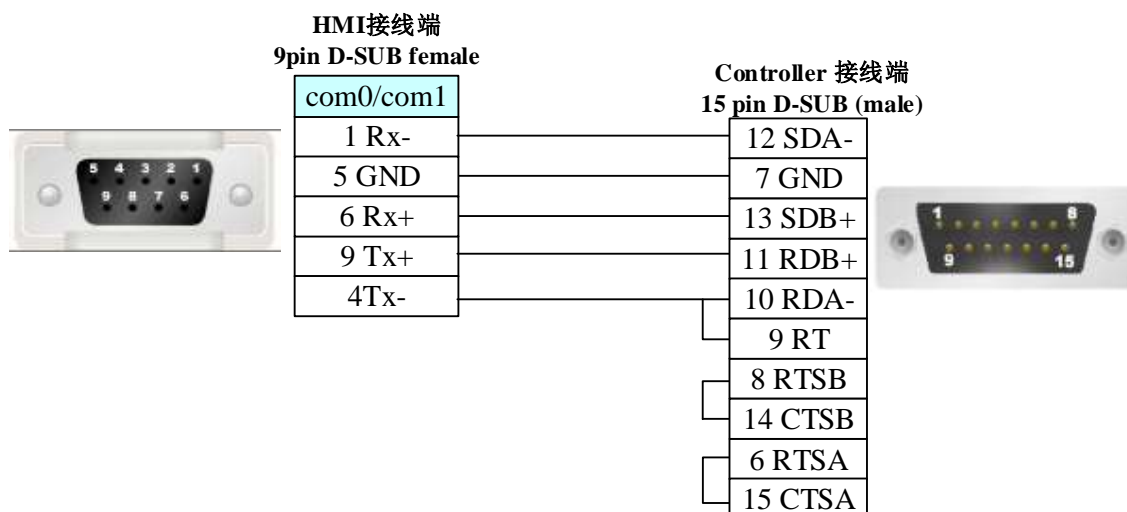 HMI接线端
9pin D-SUB female
com0/com1
1 Rx-
5 GND
6 Rx+
9 Tx+
4Tx-
5 4 3 2 1
9 8 7 6
Controller 接线端
15 pin D-SUB (male)
12 SDA-
7 GND
13 SDB+
11 RDB+
10 RDA-
9 RT
8 RTSB
14 CTSB
6 RTSA
15 CTSA
1 8
9 15